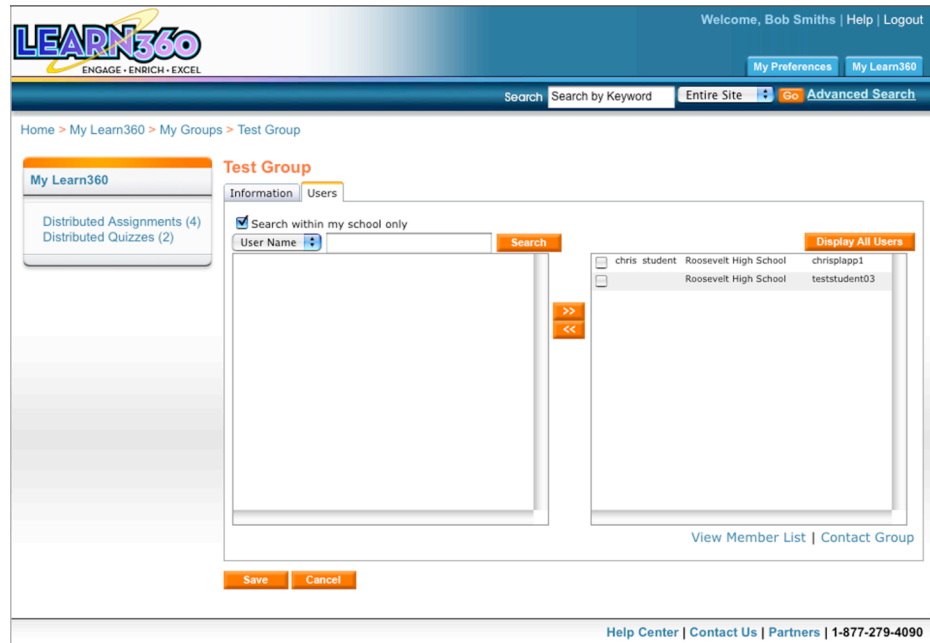 Welcome, Bob Smiths | Help | Logout
LEARN360
ENGAGE • ENRICH • EXCEL
My Preferences My Learn360
Search Search by Keyword Entire Site Go Advanced Search
Home > My Learn360 > My Groups > Test Group
Test Group
My Learn360
Information Users
Distributed Assignments (4)
Distributed Quizzes (2)
Search within my school only
User Name Search Display All Users
chris student Roosevelt High School chrisplapp1
Roosevelt High School teststudent03
>>
<<
View Member List | Contact Group
Save Cancel
Help Center | Contact Us | Partners | 1-877-279-4090